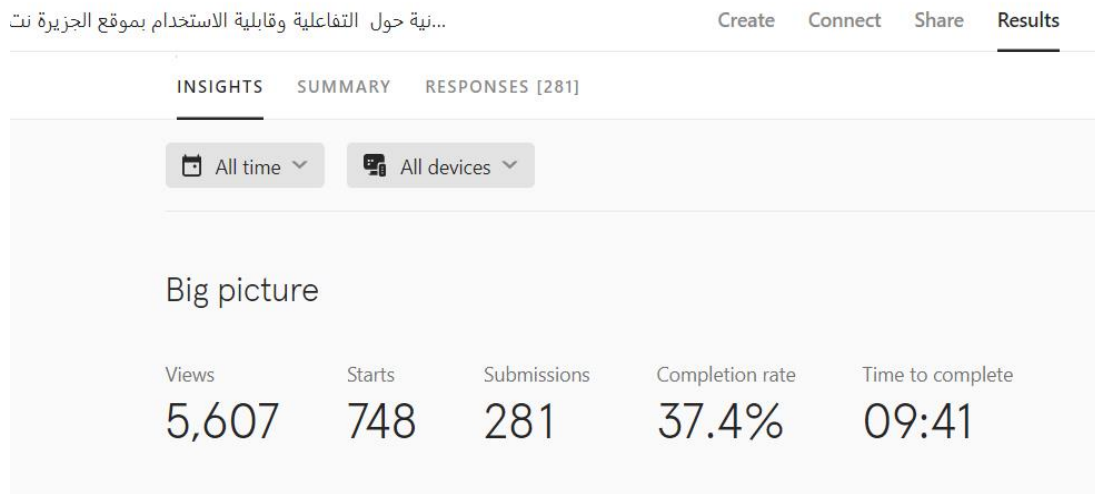 ...نية حول التفاعلية وقابلية الاستخدام بموقع الجزيرة نت
Create Connect Share Results
INSIGHTS SUMMARY RESPONSES [281]
All time All devices
Big picture
Views Starts Submissions Completion rate Time to complete
5,607 748 281 37.4% 09:41